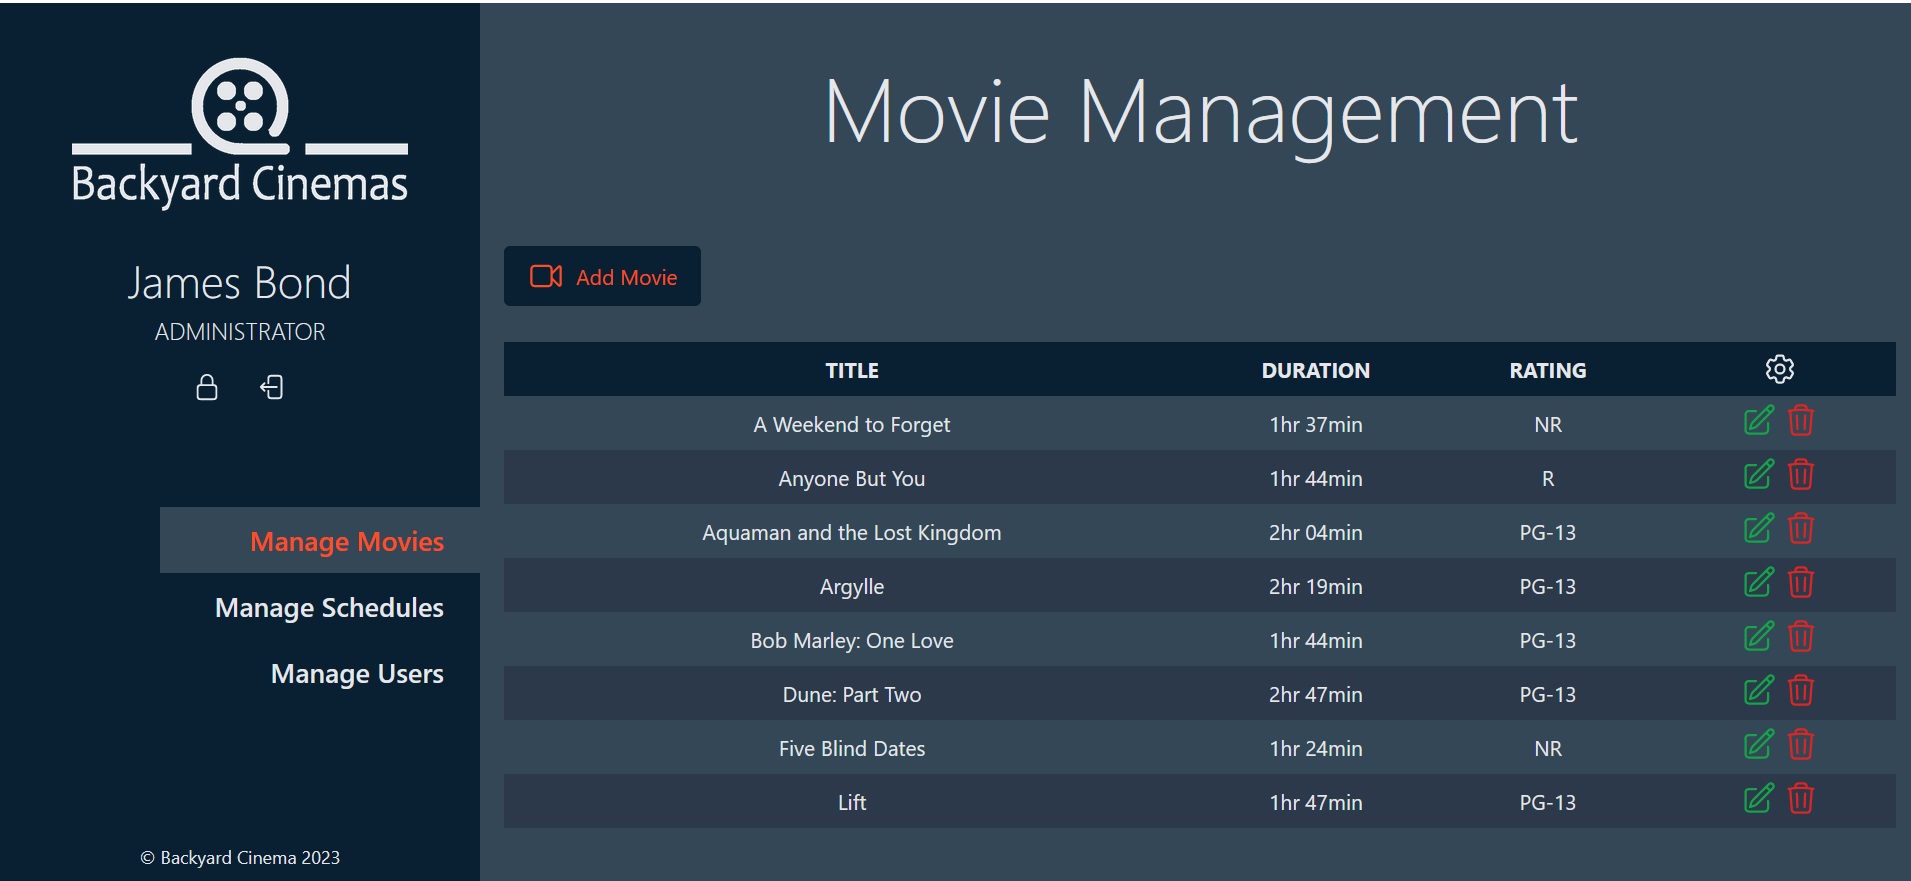 Backyard Cinemas
James Bond
ADMINISTRATOR
Manage Movies
Manage Schedules
Manage Users
© Backyard Cinema 2023
Movie Management
Add Movie
TITLE DURATION RATING
A Weekend to Forget 1hr 37min NR
Anyone But You 1hr 44min R
Aquaman and the Lost Kingdom 2hr 04min PG-13
Argylle 2hr 19min PG-13
Bob Marley: One Love 1hr 44min PG-13
Dune: Part Two 2hr 47min PG-13
Five Blind Dates 1hr 24min NR
Lift 1hr 47min PG-13